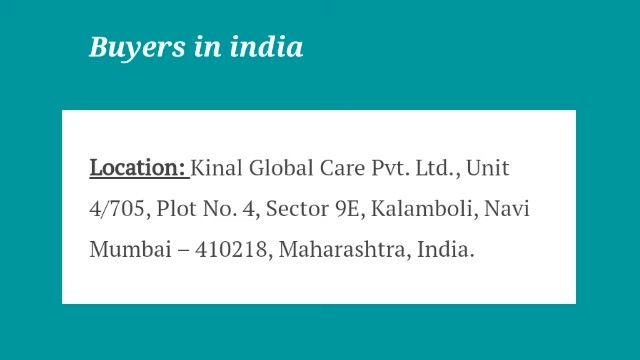 Buyers in india
Location: Kinal Global Care Pvt. Ltd., Unit
4/705, Plot No. 4, Sector 9E, Kalamboli, Navi
Mumbai – 410218, Maharashtra, India.